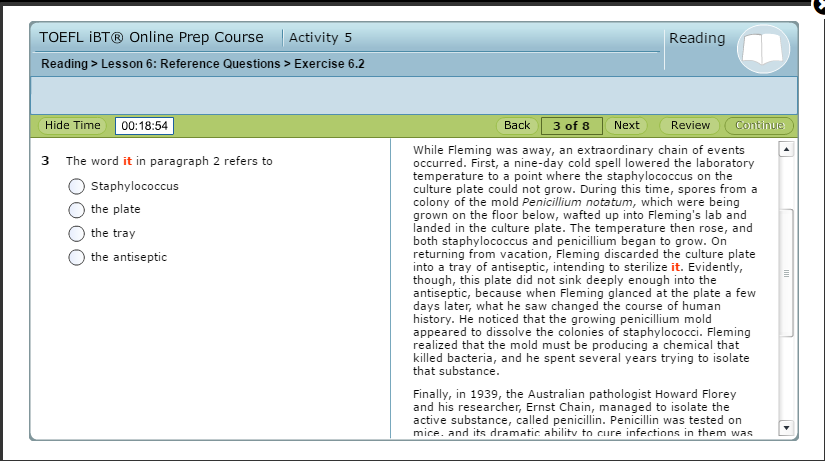 TOEFL iBT® Online Prep Course
Activity 5
Reading
Reading > Lesson 6: Reference Questions > Exercise 6.2
Hide Time
00:18:54
Back
3 of 8
Next
Review
Continue
3 The word it in paragraph 2 refers to
Staphylococcus
the plate
the tray
the antiseptic
While Fleming was away, an extraordinary chain of events
occurred. First, a nine-day cold spell lowered the laboratory
temperature to a point where the staphylococcus on the
culture plate could not grow. During this time, spores from a
colony of the mold Penicillium notatum, which were being
grown on the floor below, wafted up into Fleming's lab and
landed in the culture plate. The temperature then rose, and
both staphylococcus and penicillium began to grow. On
returning from vacation, Fleming discarded the culture plate
into a tray of antiseptic, intending to sterilize it. Evidently,
though, this plate did not sink deeply enough into the
antiseptic, because when Fleming glanced at the plate a few
days later, what he saw changed the course of human
history. He noticed that the growing penicillium mold
appeared to dissolve the colonies of staphylococci. Fleming
realized that the mold must be producing a chemical that
killed bacteria, and he spent several years trying to isolate
that substance.
Finally, in 1939, the Australian pathologist Howard Florey
and his researcher, Ernst Chain, managed to isolate the
active substance, called penicillin. Penicillin was tested on
mice, and its dramatic ability to cure infections in them was